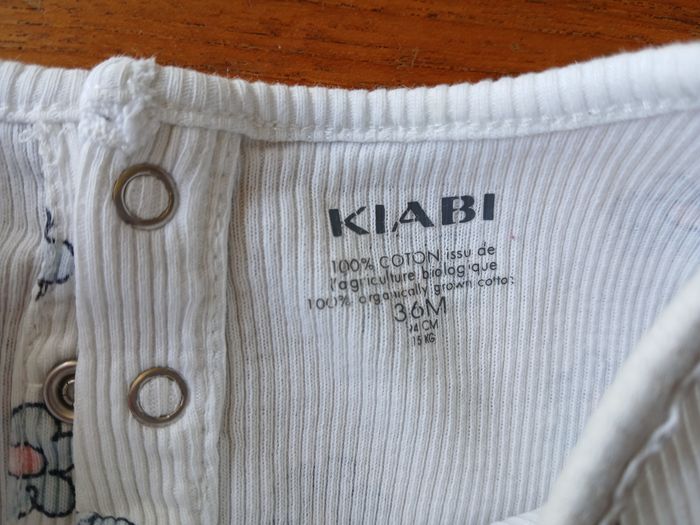 KIABI
100% COTON issu de
l'agriculture biologique
100% organically grown cotton
36M
94 CM
15 KG